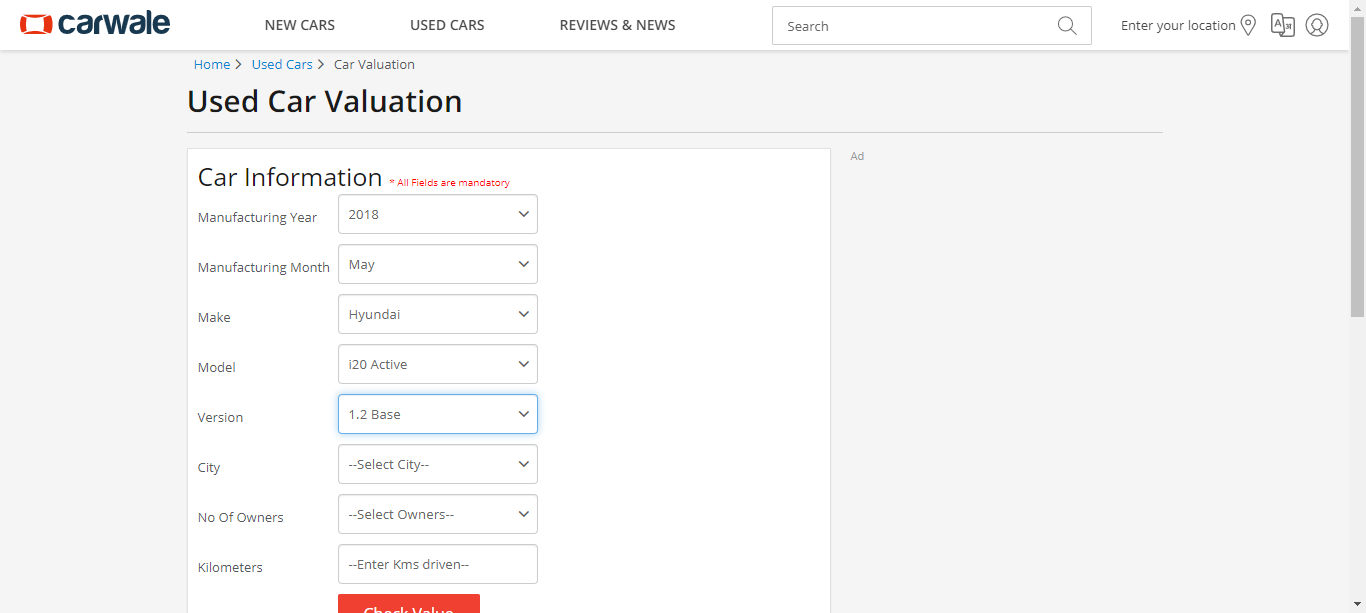 carwale NEW CARS USED CARS REVIEWS & NEWS Search Enter your location
Home > Used Cars > Car Valuation
Used Car Valuation
Ad
Car Information * All Fields are mandatory
Manufacturing Year 2018
Manufacturing Month May
Make Hyundai
Model i20 Active
Version 1.2 Base
City --Select City--
No Of Owners --Select Owners--
Kilometers --Enter Kms driven--
Check Value